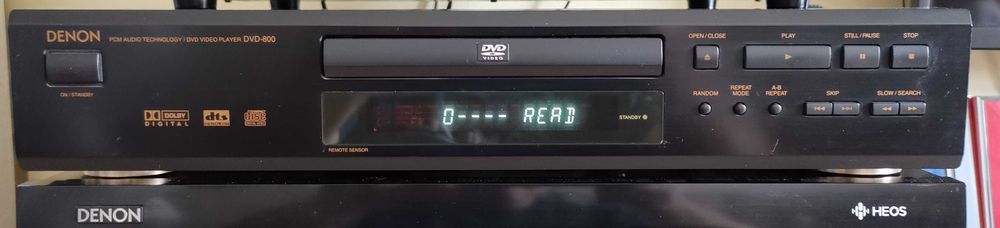 DENON PCM AUDIO TECHNOLOGY / DVD VIDEO PLAYER DVD-800
ON / STANDBY
DOLBY
DIGITAL
dts
DVD
VIDEO
0---- READ
STANDBY
REMOTE SENSOR
OPEN / CLOSE
PLAY
STILL / PAUSE
STOP
RANDOM
REPEAT
MODE
A-B
REPEAT
SKIP
SLOW / SEARCH
DENON
HEOS